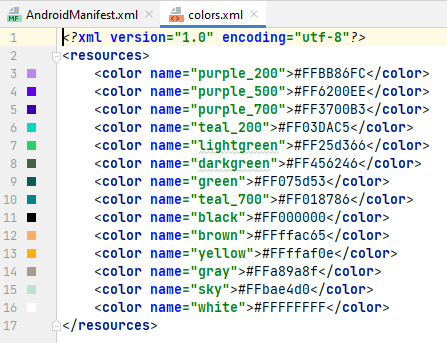 AndroidManifest.xml × colors.xml ×
1 <?xml version="1.0" encoding="utf-8"?>
2 <resources>
3     <color name="purple_200">#FFBB86FC</color>
4     <color name="purple_500">#FF6200EE</color>
5     <color name="purple_700">#FF3700B3</color>
6     <color name="teal_200">#FF03DAC5</color>
7     <color name="lightgreen">#FF25d366</color>
8     <color name="darkgreen">#FF456246</color>
9     <color name="green">#FF075d53</color>
10     <color name="teal_700">#FF018786</color>
11     <color name="black">#FF000000</color>
12     <color name="brown">#FFffac65</color>
13     <color name="yellow">#FFffaf0e</color>
14     <color name="gray">#FFa89a8f</color>
15     <color name="sky">#FFbae4d0</color>
16     <color name="white">#FFFFFFFF</color>
17 </resources>